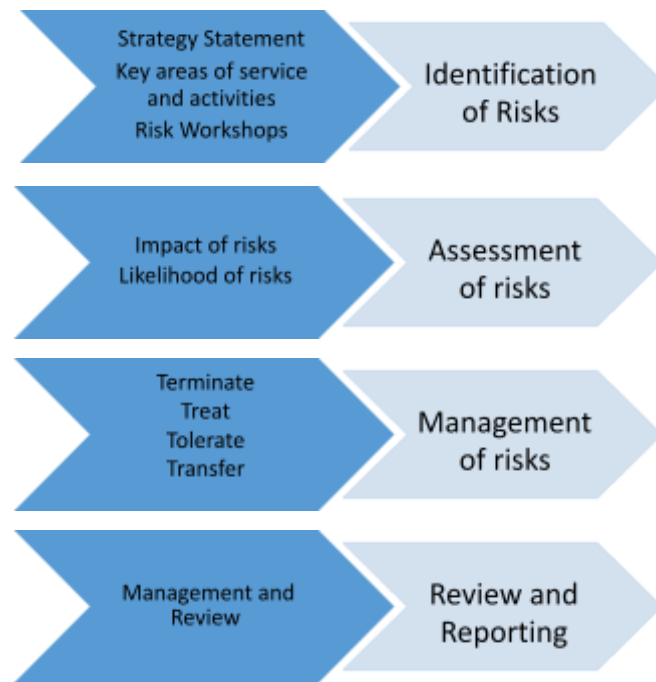 Strategy Statement
Key areas of service
and activities
Risk Workshops
Identification
of Risks
Impact of risks
Likelihood of risks
Assessment
of risks
Terminate
Treat
Tolerate
Transfer
Management
of risks
Management and
Review
Review and
Reporting